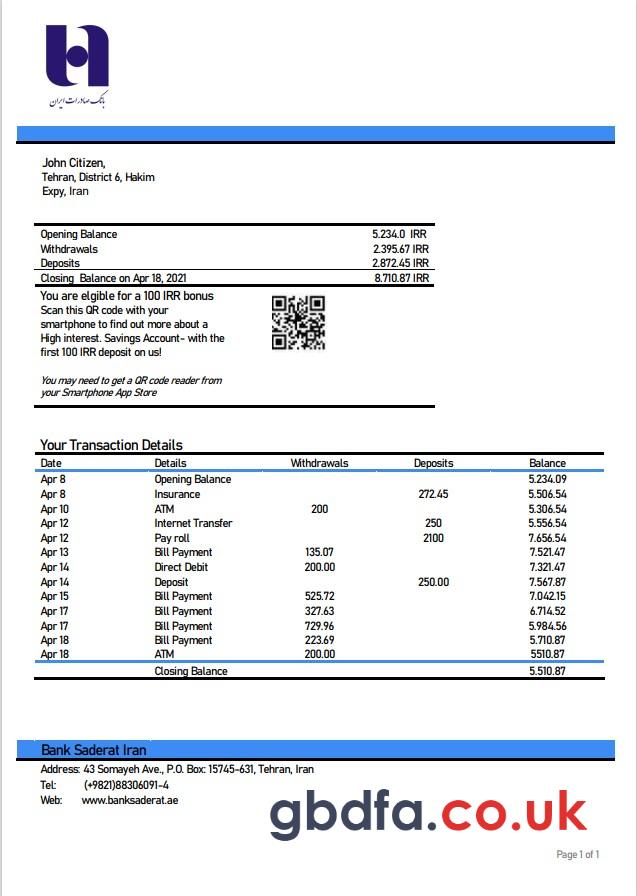 بانک صادرات ایران
John Citizen,
Tehran, District 6, Hakim
Expy, Iran
Opening Balance 5.234.0 IRR
Withdrawals 2.395.67 IRR
Deposits 2.872.45 IRR
Closing Balance on Apr 18, 2021 8.710.87 IRR
You are elgible for a 100 IRR bonus
Scan this QR code with your
smartphone to find out more about a
High interest. Savings Account- with the
first 100 IRR deposit on us!
You may need to get a QR code reader from
your Smartphone App Store
Your Transaction Details
Date Details Withdrawals Deposits Balance
Apr 8 Opening Balance 5.234.09
Apr 8 Insurance 272.45 5.506.54
Apr 10 ATM 200 5.306.54
Apr 12 Internet Transfer 250 5.556.54
Apr 12 Pay roll 2100 7.656.54
Apr 13 Bill Payment 135.07 7.521.47
Apr 14 Direct Debit 200.00 7.321.47
Apr 14 Deposit 250.00 7.567.87
Apr 15 Bill Payment 525.72 7.042.15
Apr 17 Bill Payment 327.63 6.714.52
Apr 17 Bill Payment 729.96 5.984.56
Apr 18 Bill Payment 223.69 5.710.87
Apr 18 ATM 200.00 5510.87
Closing Balance 5.510.87
Bank Saderat Iran
Address: 43 Somayeh Ave., P.O. Box: 15745-631, Tehran, Iran
Tel: (+9821)88306091-4
Web: www.banksaderat.ae
gbdfa.co.uk
Page 1 of 1